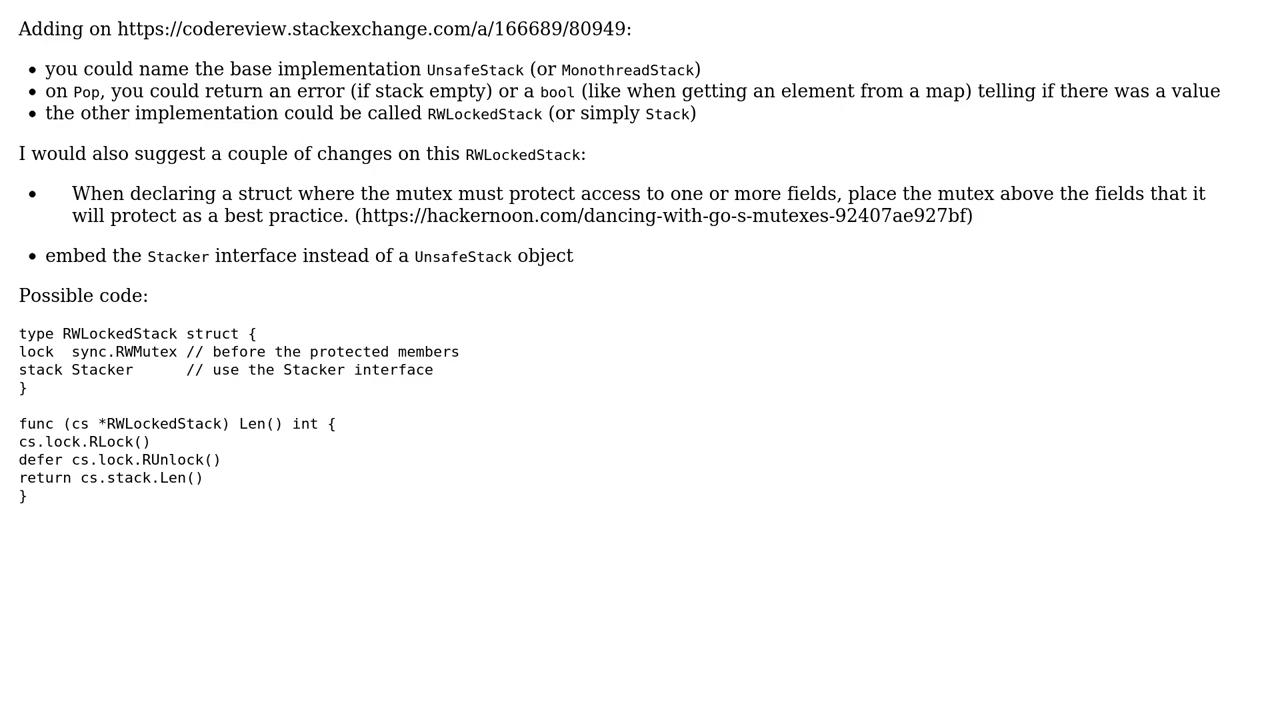 Adding on https://codereview.stackexchange.com/a/166689/80949:
• you could name the base implementation UnsafeStack (or MonothreadStack)
• on Pop, you could return an error (if stack empty) or a bool (like when getting an element from a map) telling if there was a value
• the other implementation could be called RWLockedStack (or simply Stack)
I would also suggest a couple of changes on this RWLockedStack:
• When declaring a struct where the mutex must protect access to one or more fields, place the mutex above the fields that it
will protect as a best practice. (https://hackernoon.com/dancing-with-go-s-mutexes-92407ae927bf)
• embed the Stacker interface instead of a UnsafeStack object
Possible code:
type RWLockedStack struct {
lock  sync.RWMutex // before the protected members
stack Stacker      // use the Stacker interface
}
func (cs *RWLockedStack) Len() int {
cs.lock.RLock()
defer cs.lock.RUnlock()
return cs.stack.Len()
}